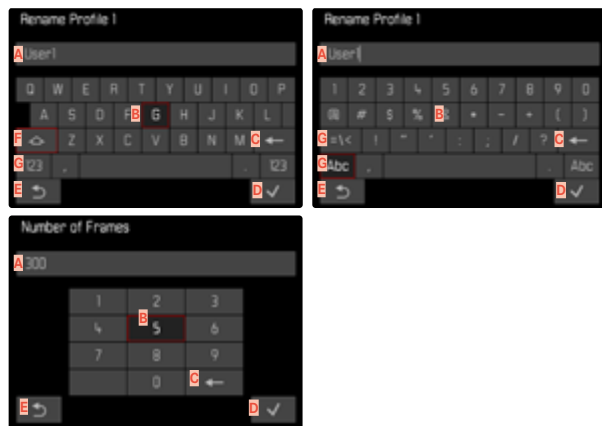 Rename Profile 1
A User1
Q W E R T Y U I O P
A S D F B G H J K L
F Z X C V B N M C ←
G 123 , . 123
E D ✓
Rename Profile 1
A User1
1 2 3 4 5 6 7 8 9 0
@ # $ % B * - + ( )
G =\< ! " ' : ; / ? C ←
G Abc , . Abc
E D ✓
Number of Frames
A 300
1 2 3
4 B 5 6
7 8 9
0 C ←
E D ✓